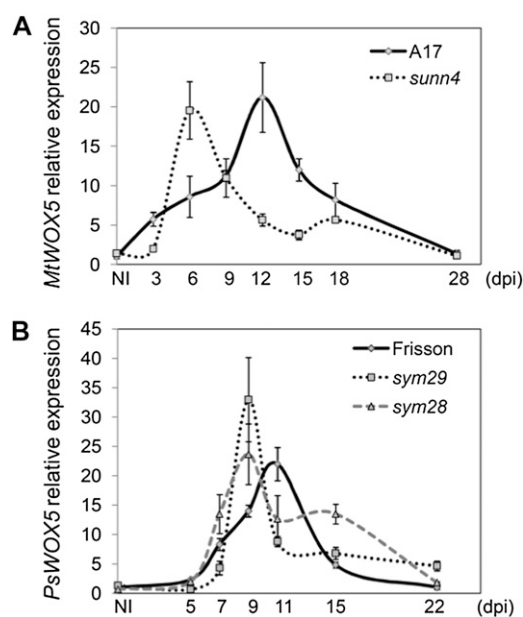 A
MtWOX5 relative expression
30
25
20
15
10
5
0
A17
sunn4
NI 3 6 9 12 15 18 28 (dpi)
B
PsWOX5 relative expression
45
40
35
30
25
20
15
10
5
0
Frisson
sym29
sym28
NI 5 7 9 11 15 22 (dpi)